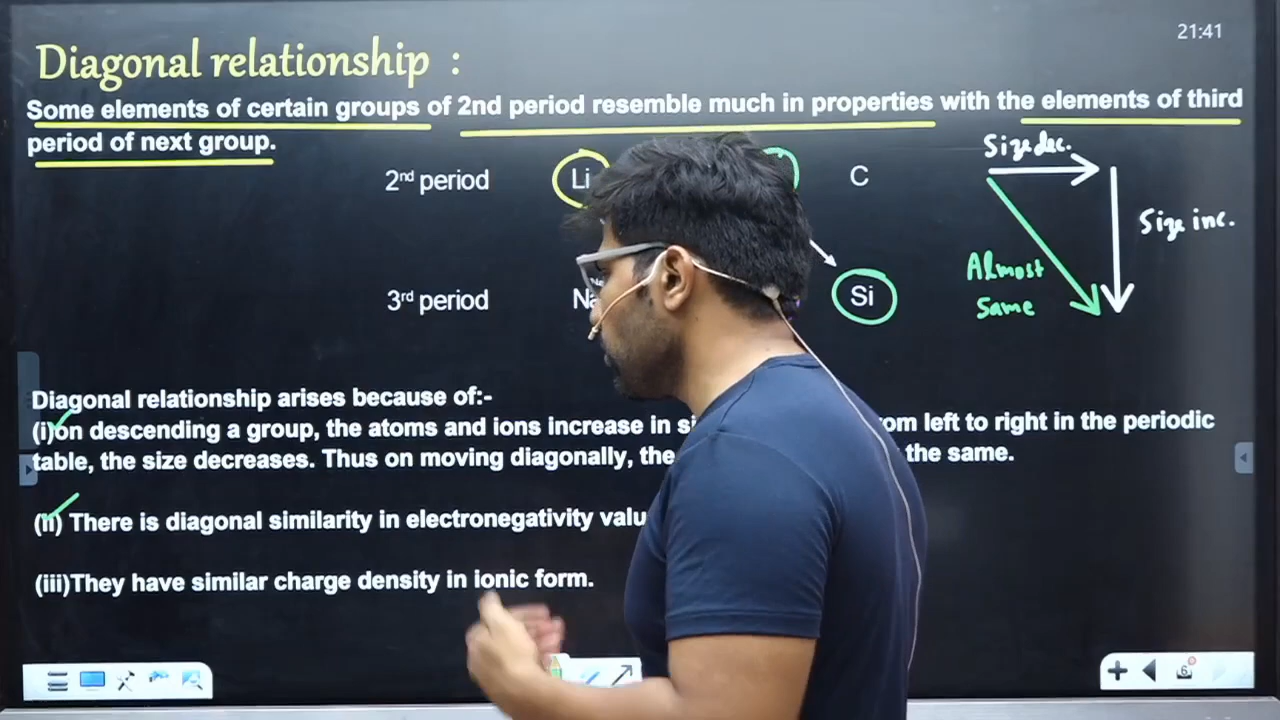 21:41
Diagonal relationship :
Some elements of certain groups of 2nd period resemble much in properties with the elements of third
period of next group.
Size dec.
2nd period Li C
Size inc.
Almost
Same
3rd period Na Si
Diagonal relationship arises because of:-
(i)on descending a group, the atoms and ions increase in left to right in the periodic
table, the size decreases. Thus on moving diagonally, the the same.
(ii) There is diagonal similarity in electronegativity
(iii)They have similar charge density in ionic form.